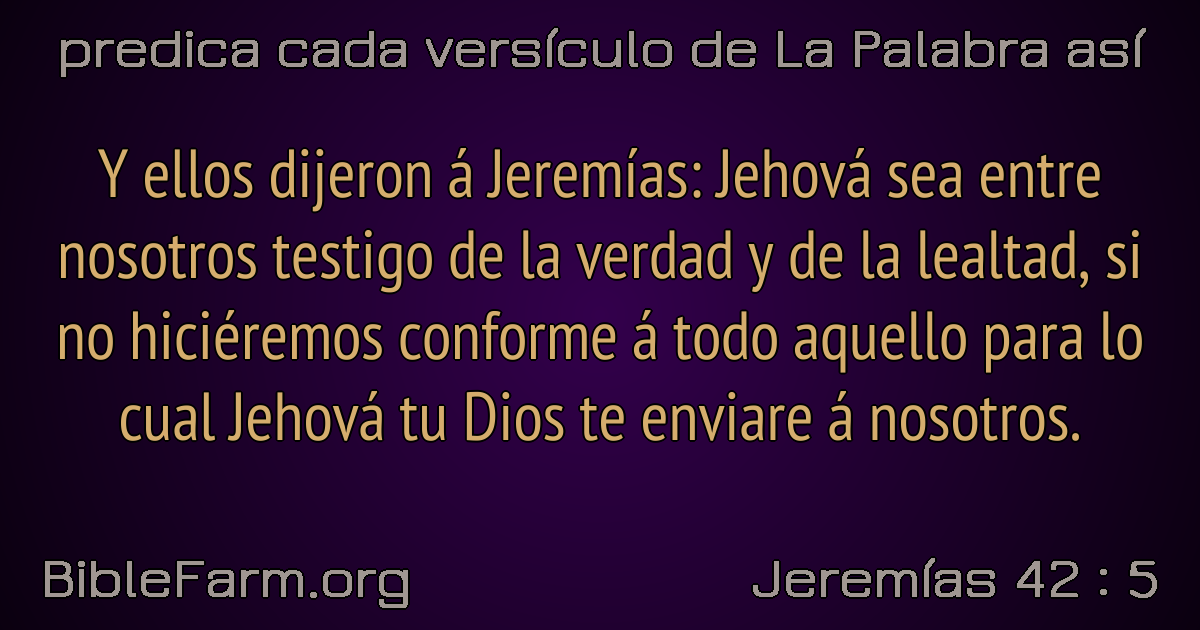 predica cada versículo de La Palabra así
Y ellos dijeron á Jeremías: Jehová sea entre
nosotros testigo de la verdad y de la lealtad, si
no hiciéremos conforme á todo aquello para lo
cual Jehová tu Dios te enviare á nosotros.
BibleFarm.org
Jeremías 42 : 5